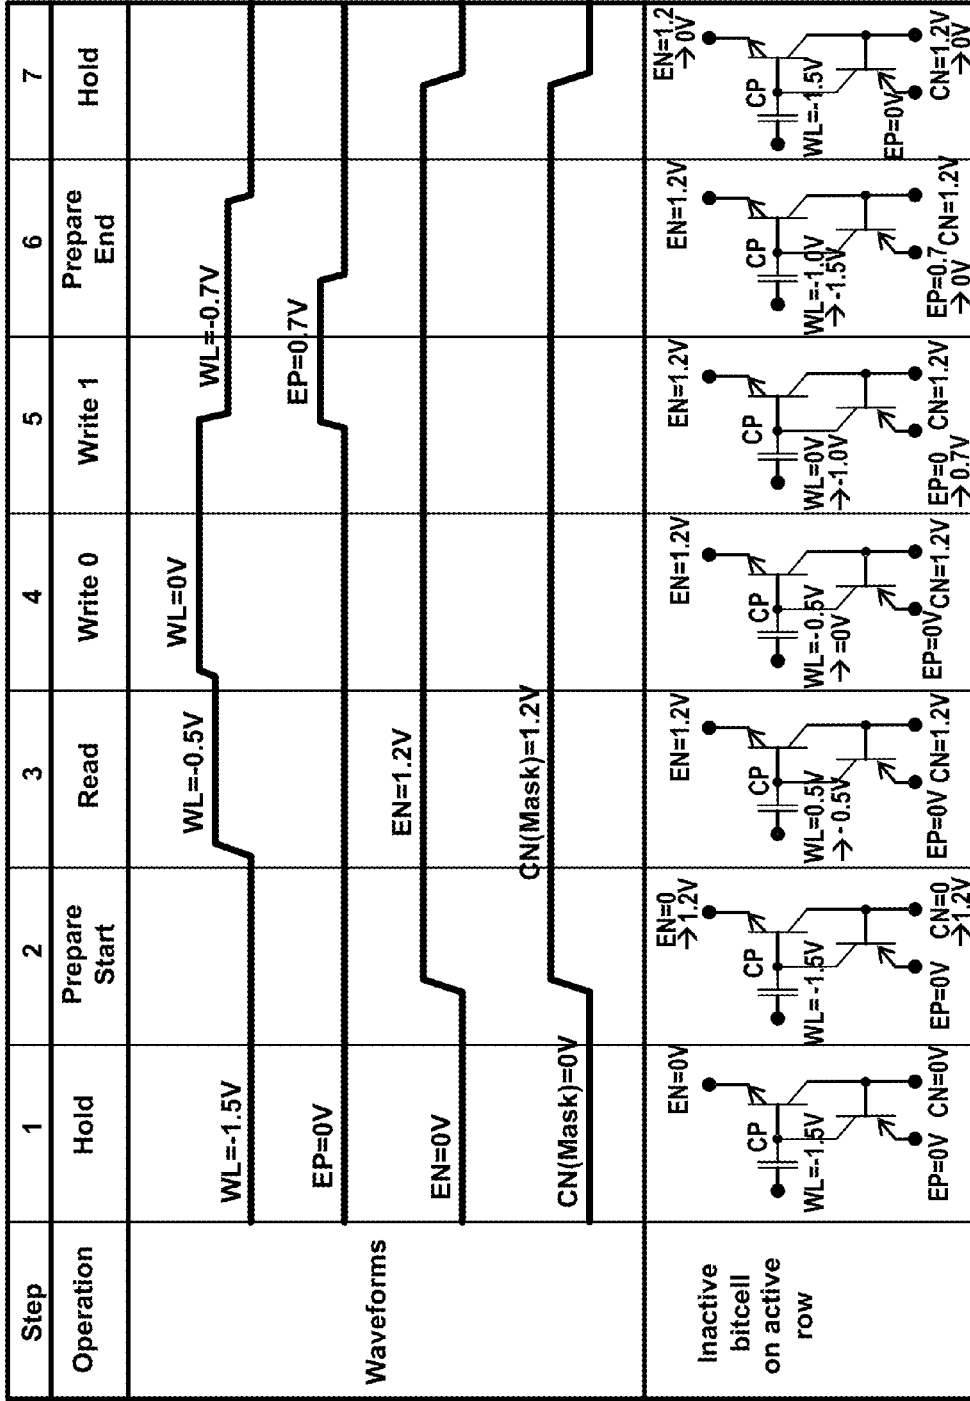 Step
1
2
3
4
5
6
7
Operation
Hold
Prepare
Start
Read
Write 0
Write 1
Prepare
End
Hold
Waveforms
WL=-1.5V
WL=-0.5V
WL=0V
WL=-0.7V
EP=0V
EP=0.7V
EN=0V
EN=1.2V
CN(Mask)=0V
CN(Mask)=1.2V
Inactive
bitcell
on active
row
EN=0V
CP
WL=-1.5V
EP=0V
CN=0V
EN=0
→1.2V
CP
WL=-1.5V
EP=0V
CN=0
→1.2V
EN=1.2V
CP
WL=0.5V
→-0.5V
EP=0V
CN=1.2V
EN=1.2V
CP
WL=-0.5V
→=0V
EP=0V
CN=1.2V
EN=1.2V
CP
WL=0V
→-1.0V
EP=0
→0.7V
CN=1.2V
EN=1.2V
CP
WL=-1.0V
→-1.5V
EP=0.7
→0V
CN=1.2V
EN=1.2
→0V
CP
WL=-1.5V
EP=0V
CN=1.2V
→0V